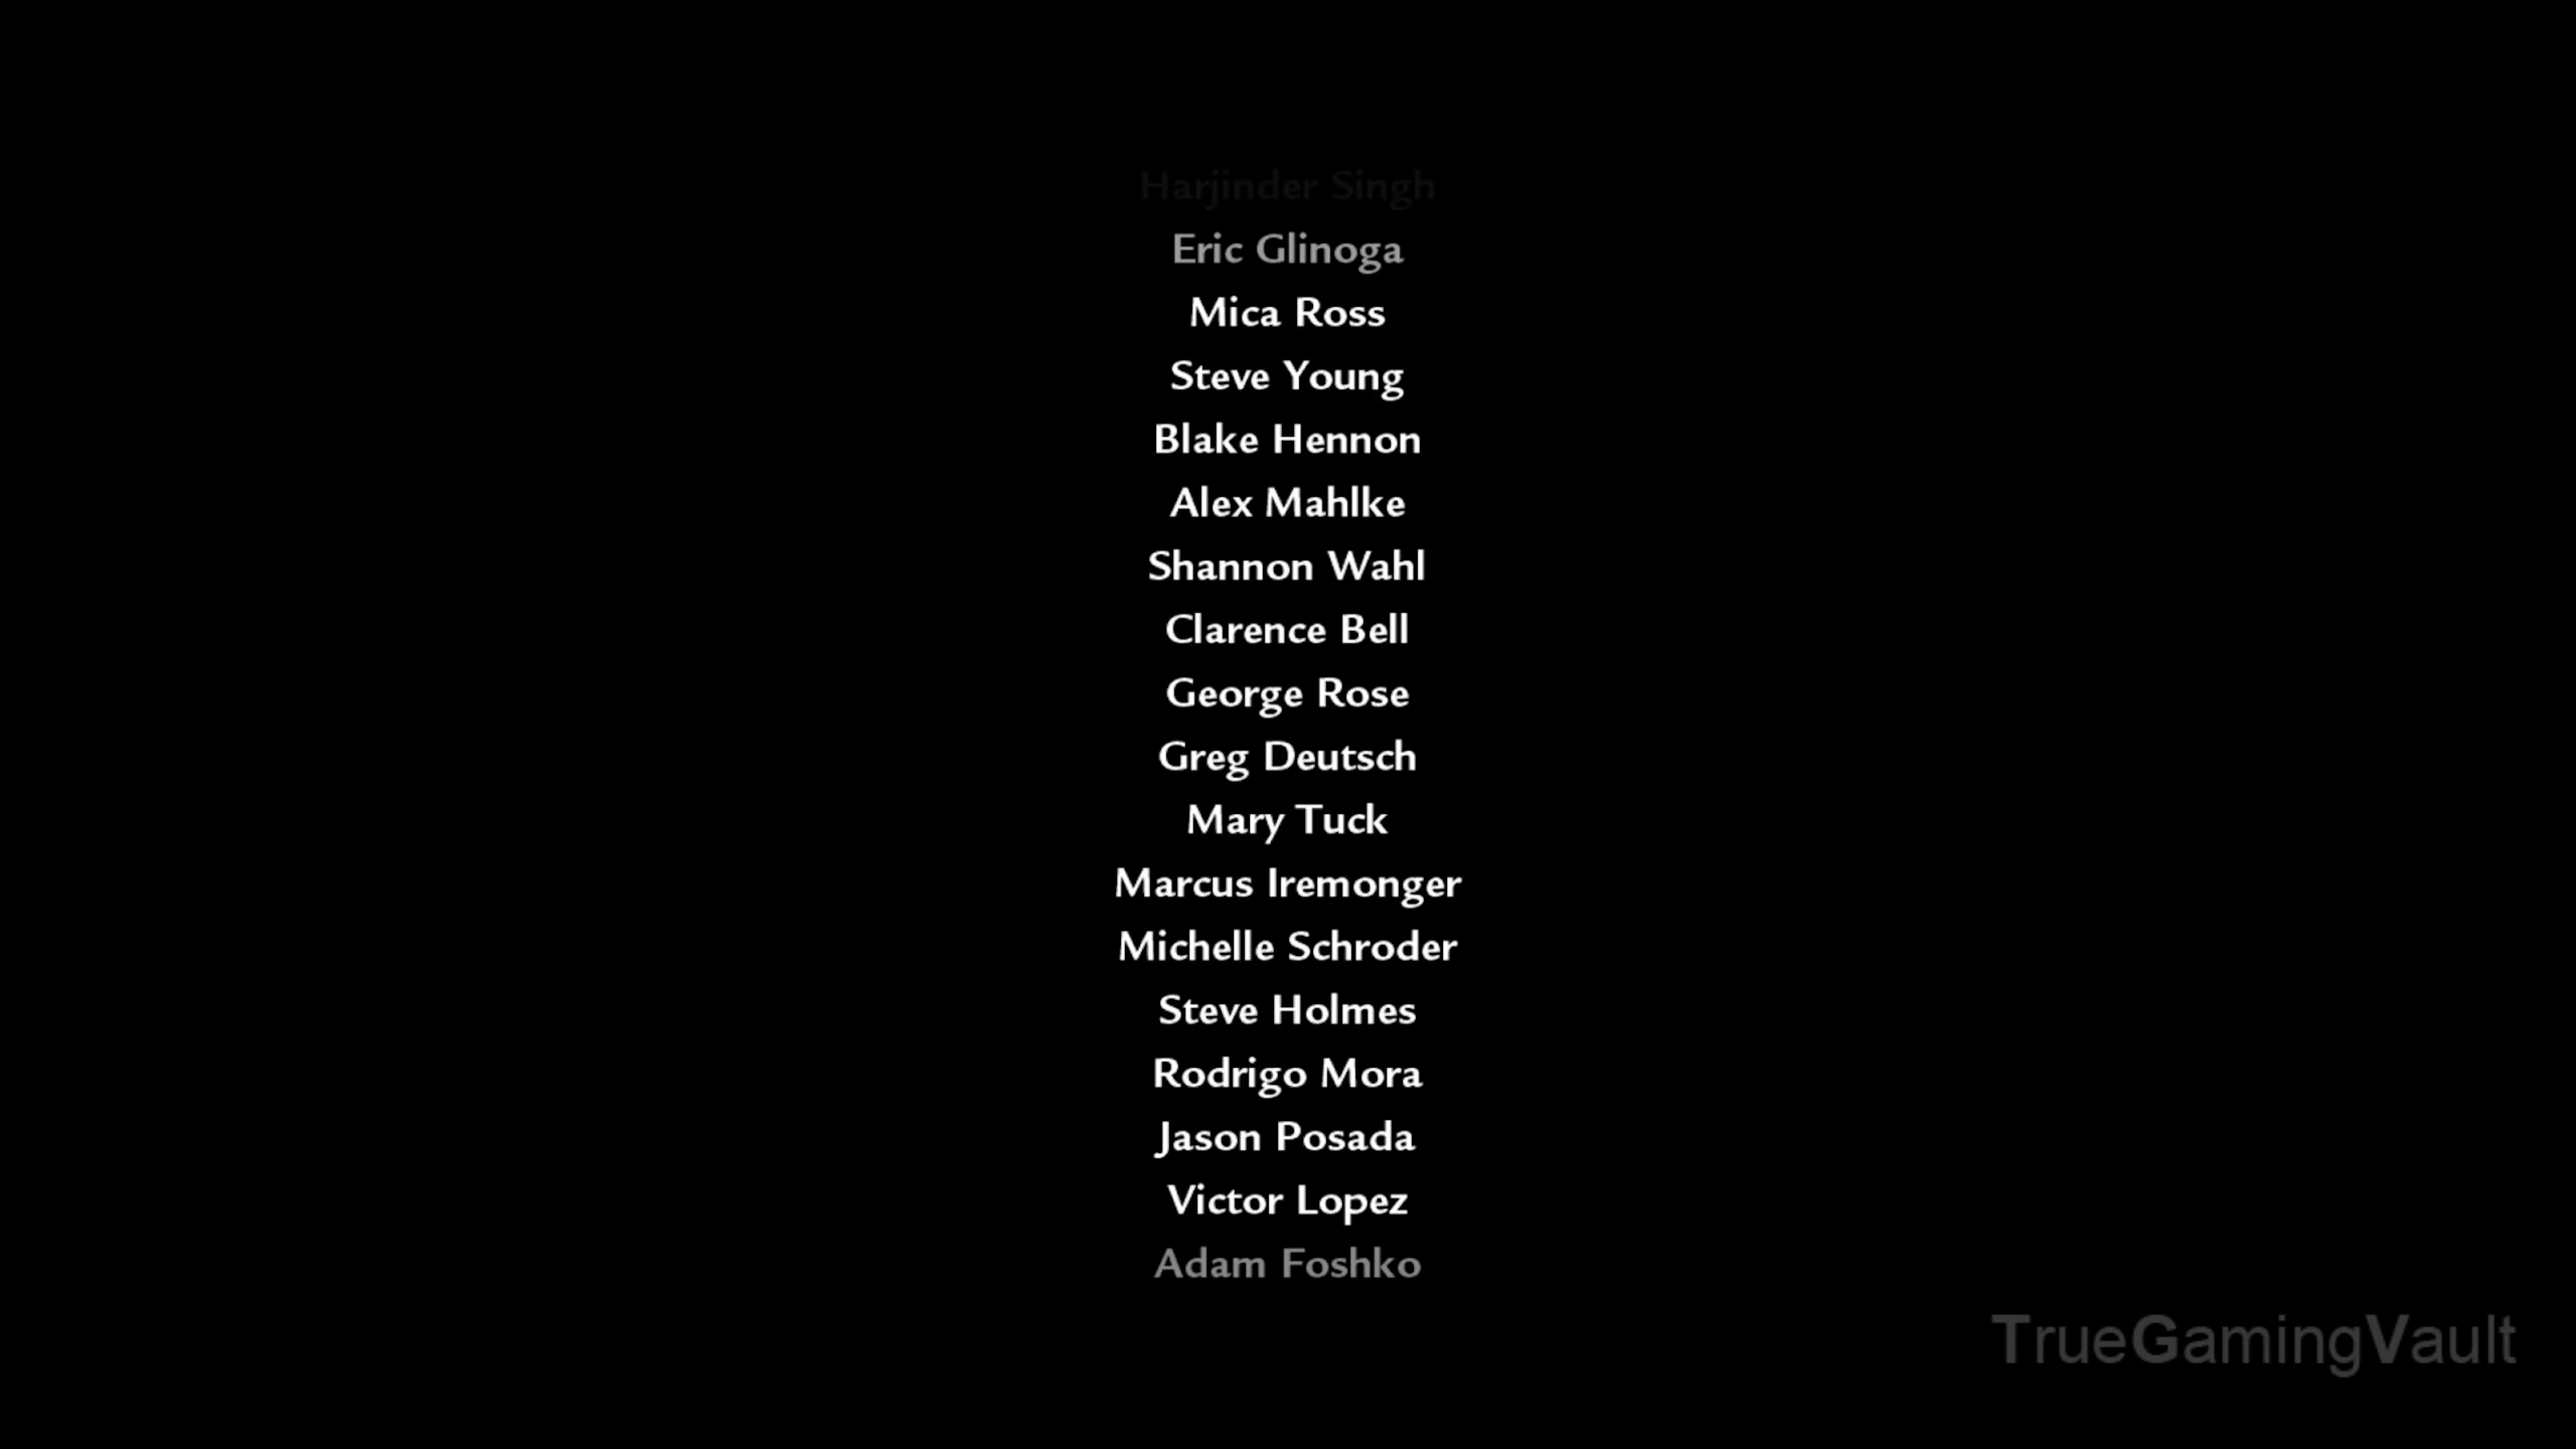 Harjinder Singh
Eric Glinoga
Mica Ross
Steve Young
Blake Hennon
Alex Mahlke
Shannon Wahl
Clarence Bell
George Rose
Greg Deutsch
Mary Tuck
Marcus Iremonger
Michelle Schroder
Steve Holmes
Rodrigo Mora
Jason Posada
Victor Lopez
Adam Foshko
TrueGamingVault